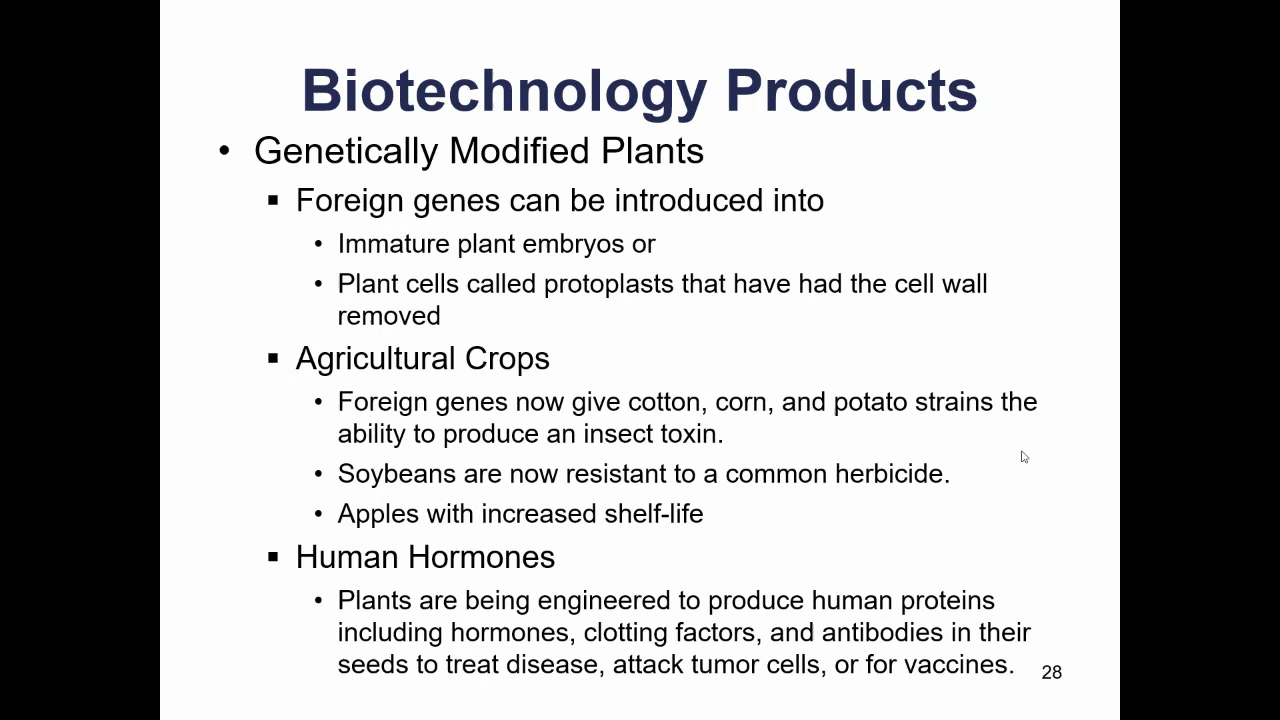 Biotechnology Products
• Genetically Modified Plants
▪ Foreign genes can be introduced into
• Immature plant embryos or
• Plant cells called protoplasts that have had the cell wall
removed
▪ Agricultural Crops
• Foreign genes now give cotton, corn, and potato strains the
ability to produce an insect toxin.
• Soybeans are now resistant to a common herbicide.
• Apples with increased shelf-life
▪ Human Hormones
• Plants are being engineered to produce human proteins
including hormones, clotting factors, and antibodies in their
seeds to treat disease, attack tumor cells, or for vaccines.
28